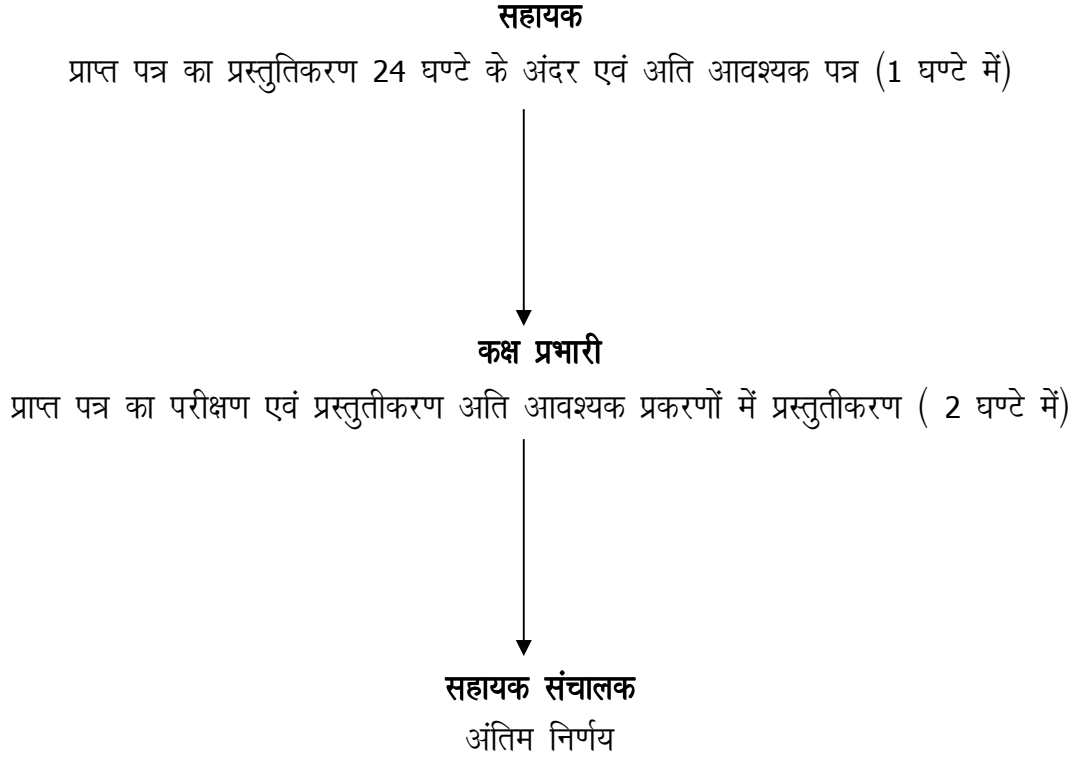 सहायक
प्राप्त पत्र का प्रस्तुतिकरण 24 घण्टे के अंदर एवं अति आवश्यक पत्र (1 घण्टे में)
कक्ष प्रभारी
प्राप्त पत्र का परीक्षण एवं प्रस्तुतीकरण अति आवश्यक प्रकरणों में प्रस्तुतीकरण ( 2 घण्टे में)
सहायक संचालक
अंतिम निर्णय